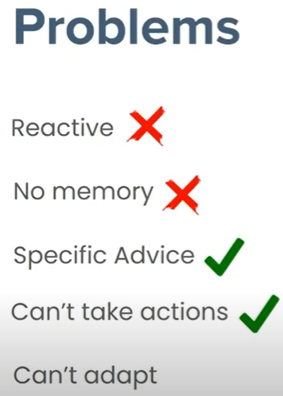 Problems
Reactive
No memory
Specific Advice
Can't take actions
Can't adapt